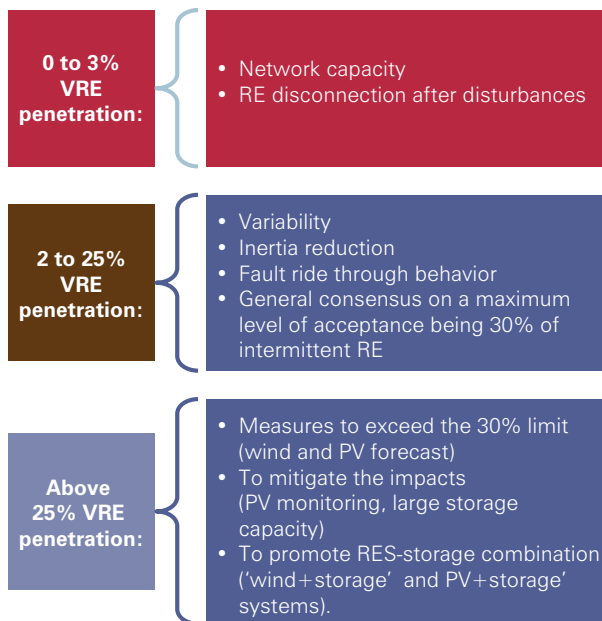 0 to 3%
VRE
penetration:
• Network capacity
• RE disconnection after disturbances
2 to 25%
VRE
penetration:
• Variability
• Inertia reduction
• Fault ride through behavior
• General consensus on a maximum
level of acceptance being 30% of
intermittent RE
Above
25% VRE
penetration:
• Measures to exceed the 30% limit
(wind and PV forecast)
• To mitigate the impacts
(PV monitoring, large storage
capacity)
• To promote RES-storage combination
(‘wind+storage’ and PV+storage’
systems).